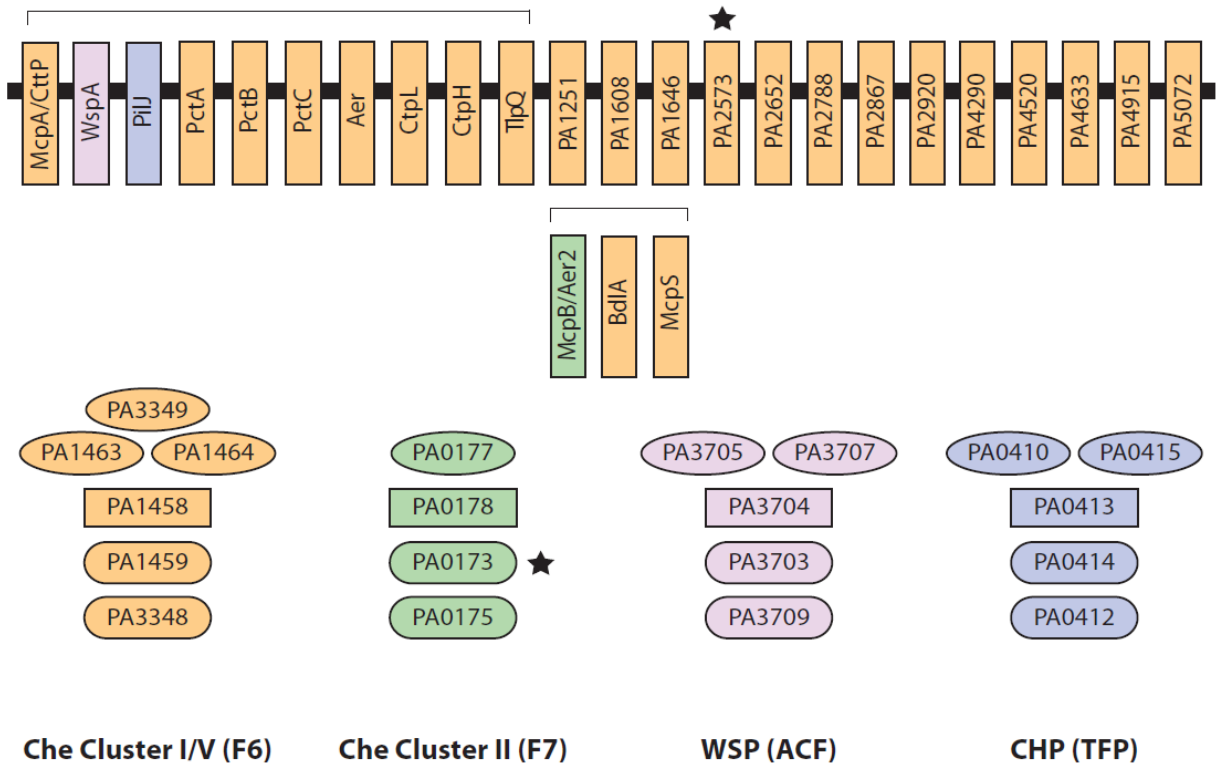 McpA/CttP
WspA
PilJ
PctA
PctB
PctC
Aer
CtpL
CtpH
TlpQ
PA1251
PA1608
PA1646
PA2573
PA2652
PA2788
PA2867
PA2920
PA4290
PA4520
PA4633
PA4915
PA5072
McpB/Aer2
BdlA
McpS
PA3349
PA1463 PA1464 PA0177 PA3705 PA3707 PA0410 PA0415
PA1458 PA0178 PA3704 PA0413
PA1459 PA0173 PA3703 PA0414
PA3348 PA0175 PA3709 PA0412
Che Cluster I/V (F6) Che Cluster II (F7) WSP (ACF) CHP (TFP)